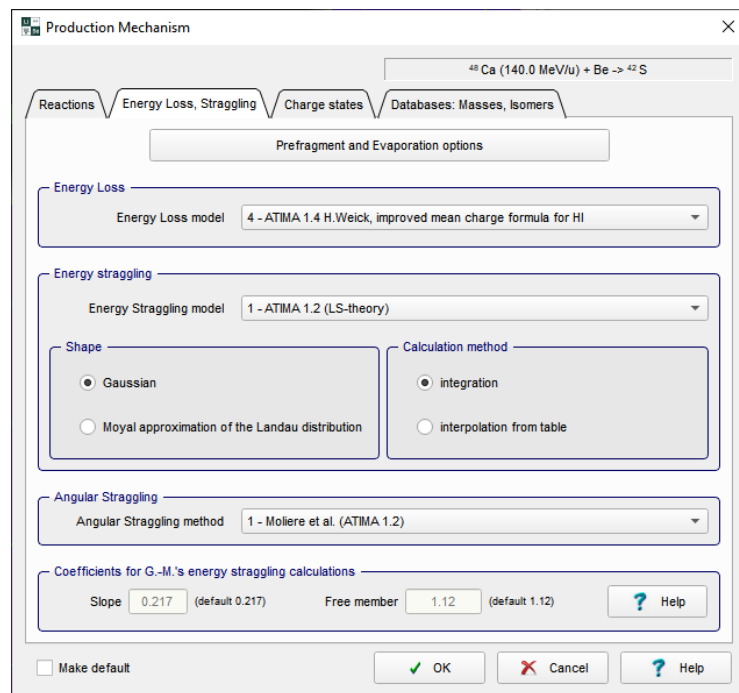 Production Mechanism
⁴⁸Ca (140.0 MeV/u) + Be -> ⁴²S
Reactions
Energy Loss, Straggling
Charge states
Databases: Masses, Isomers
Prefragment and Evaporation options
Energy Loss
Energy Loss model
4 - ATIMA 1.4 H.Weick, improved mean charge formula for HI
Energy straggling
Energy Straggling model
1 - ATIMA 1.2 (LS-theory)
Shape
Calculation method
Gaussian
integration
Moyal approximation of the Landau distribution
interpolation from table
Angular Straggling
Angular Straggling method
1 - Moliere et al. (ATIMA 1.2)
Coefficients for G.-M.'s energy straggling calculations
Slope
0.217
(default 0.217)
Free member
1.12
(default 1.12)
? Help
Make default
OK
Cancel
? Help